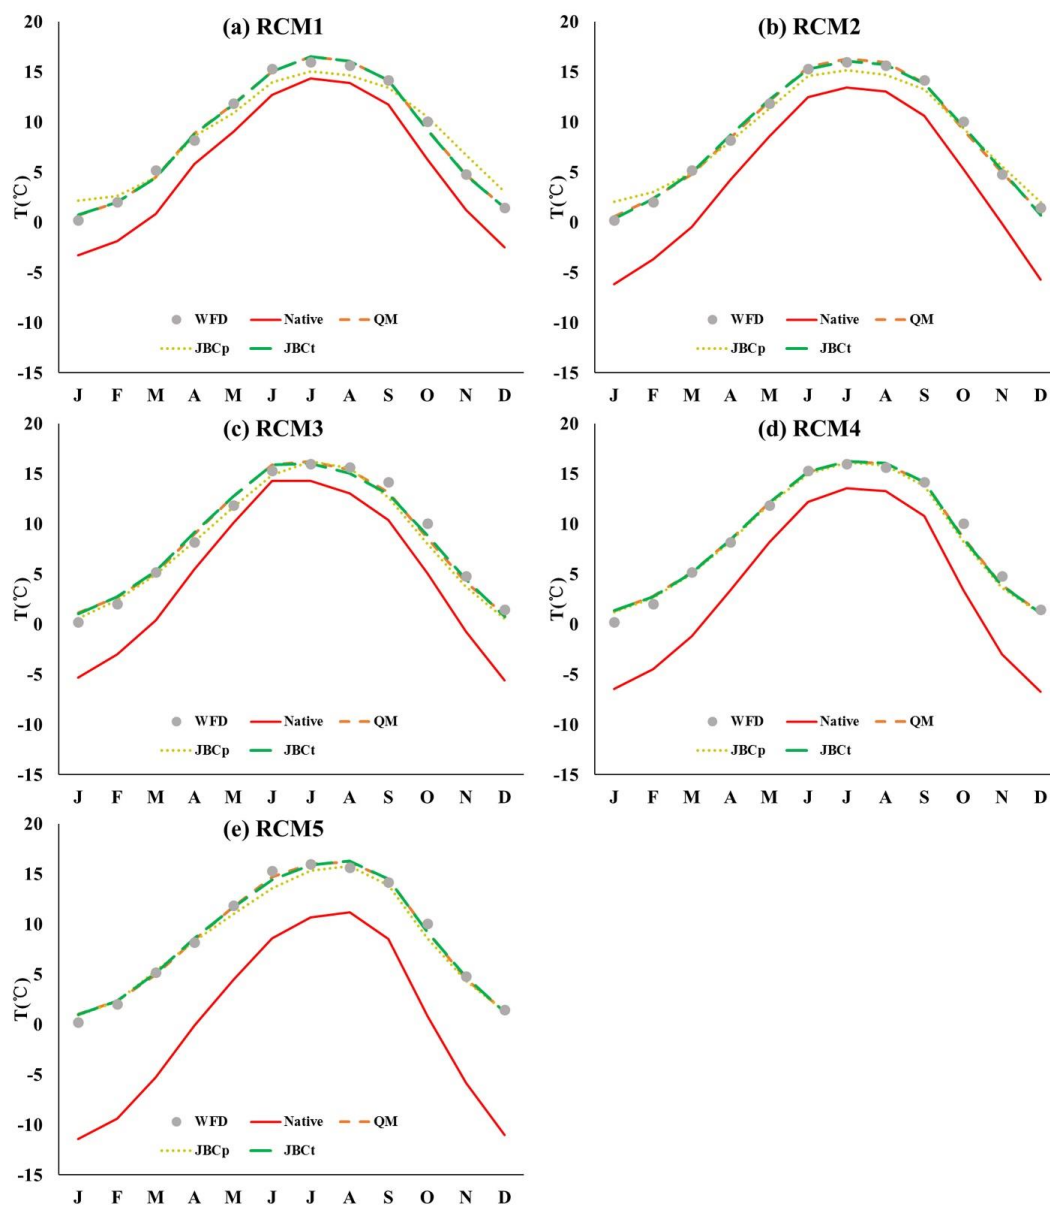 (a) RCM1
20
15
10
5
0
-5
-10
-15
T(℃)
WFD Native QM
JBCp JBCt
J F M A M J J A S O N D
(b) RCM2
20
15
10
5
0
-5
-10
-15
T(℃)
WFD Native QM
JBCp JBCt
J F M A M J J A S O N D
(c) RCM3
20
15
10
5
0
-5
-10
-15
T(℃)
WFD Native QM
JBCp JBCt
J F M A M J J A S O N D
(d) RCM4
20
15
10
5
0
-5
-10
-15
T(℃)
WFD Native QM
JBCp JBCt
J F M A M J J A S O N D
(e) RCM5
20
15
10
5
0
-5
-10
-15
T(℃)
WFD Native QM
JBCp JBCt
J F M A M J J A S O N D